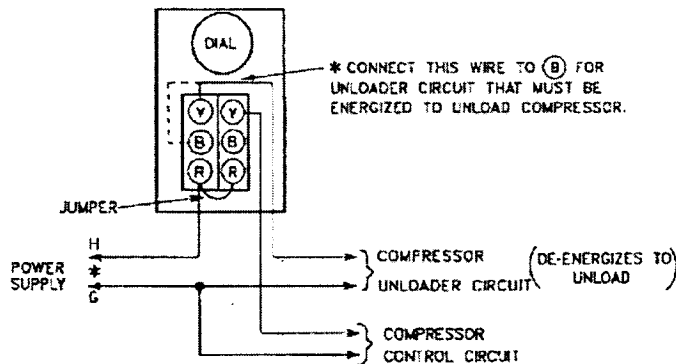 DIAL
* CONNECT THIS WIRE TO B FOR
UNLOADER CIRCUIT THAT MUST BE
ENERGIZED TO UNLOAD COMPRESSOR.
Y Y
B B
R R
JUMPER
H
POWER
SUPPLY
*
G
COMPRESSOR
UNLOADER CIRCUIT
(DE-ENERGIZES TO
UNLOAD)
COMPRESSOR
CONTROL CIRCUIT